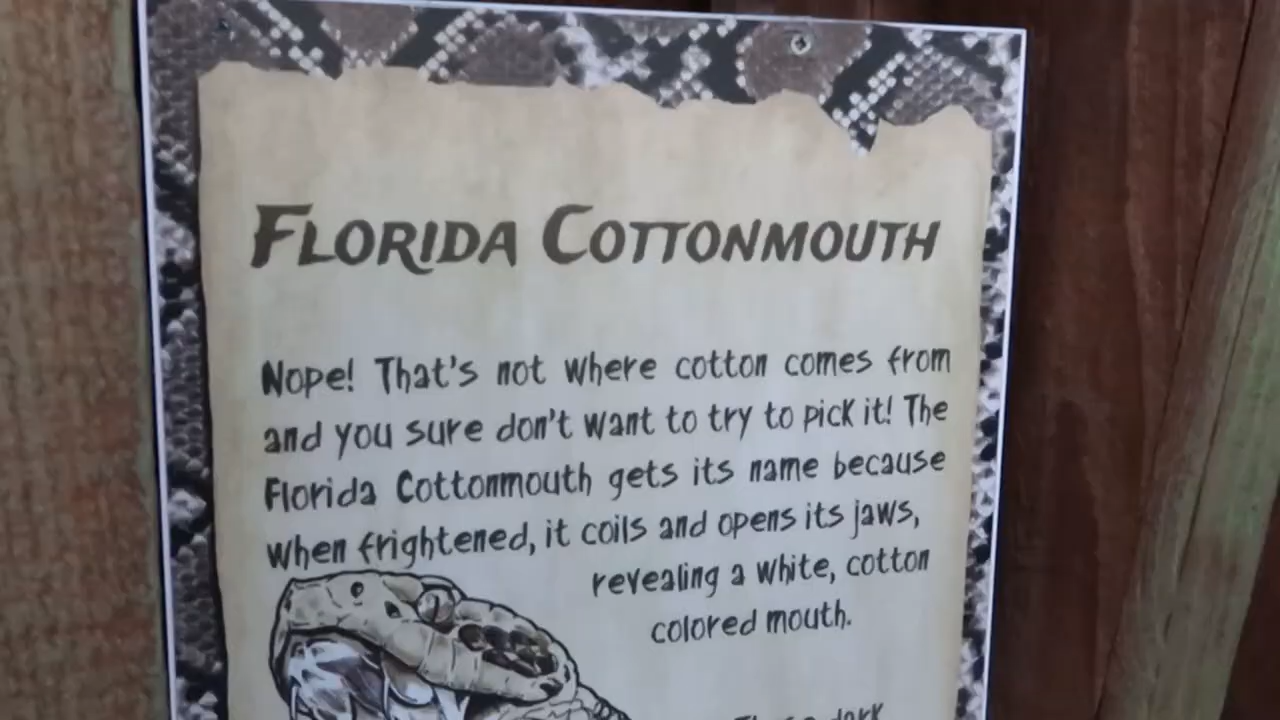 FLORIDA COTTONMOUTH
Nope! That's not where cotton comes from
and you sure don't want to try to pick it! The
Florida Cottonmouth gets its name because
when frightened, it coils and opens its jaws,
revealing a white, cotton
colored mouth.
dark